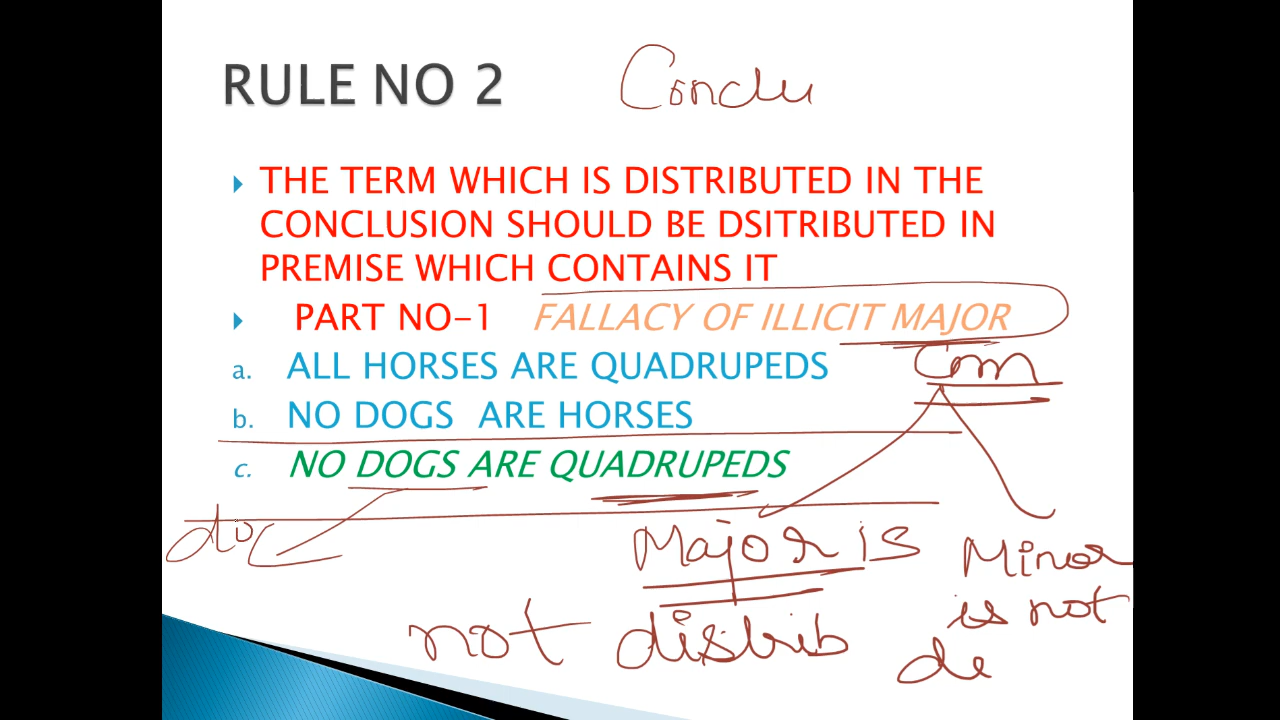 RULE NO 2 Conclu
THE TERM WHICH IS DISTRIBUTED IN THE
CONCLUSION SHOULD BE DSITRIBUTED IN
PREMISE WHICH CONTAINS IT
PART NO-1 FALLACY OF ILLICIT MAJOR
a. ALL HORSES ARE QUADRUPEDS
b. NO DOGS ARE HORSES
c. NO DOGS ARE QUADRUPEDS
Major is
not distrib
Minor
is not
de